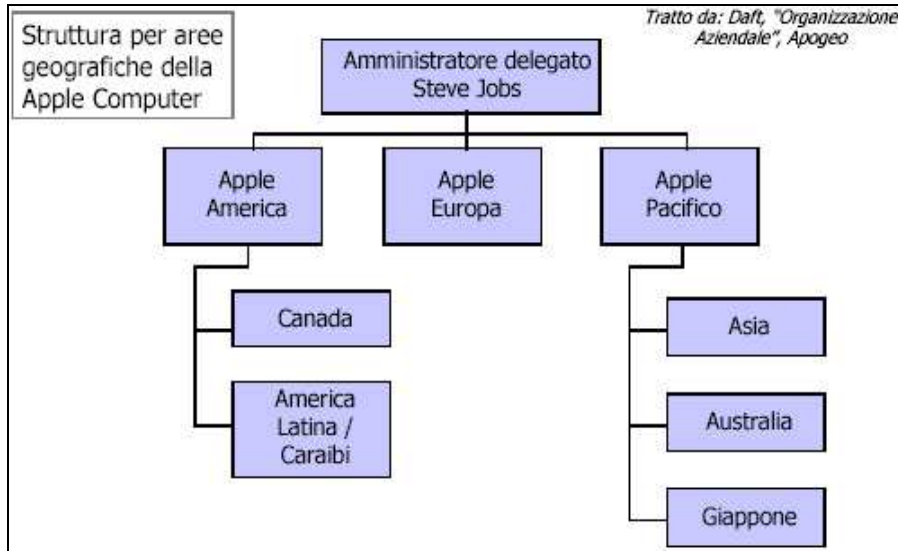 Struttura per aree
geografiche della
Apple Computer
Tratto da: Daft, "Organizzazione
Aziendale", Apogeo
Amministratore delegato
Steve Jobs
Apple
America
Apple
Europa
Apple
Pacifico
Canada
America
Latina /
Caraibi
Asia
Australia
Giappone